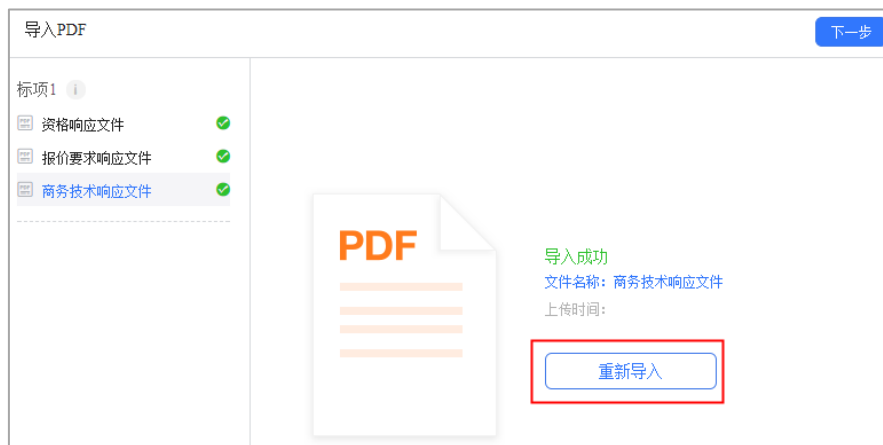 导入PDF
下一步
标项1 i
资格响应文件
报价要求响应文件
商务技术响应文件
PDF
导入成功
文件名称：商务技术响应文件
上传时间：
重新导入